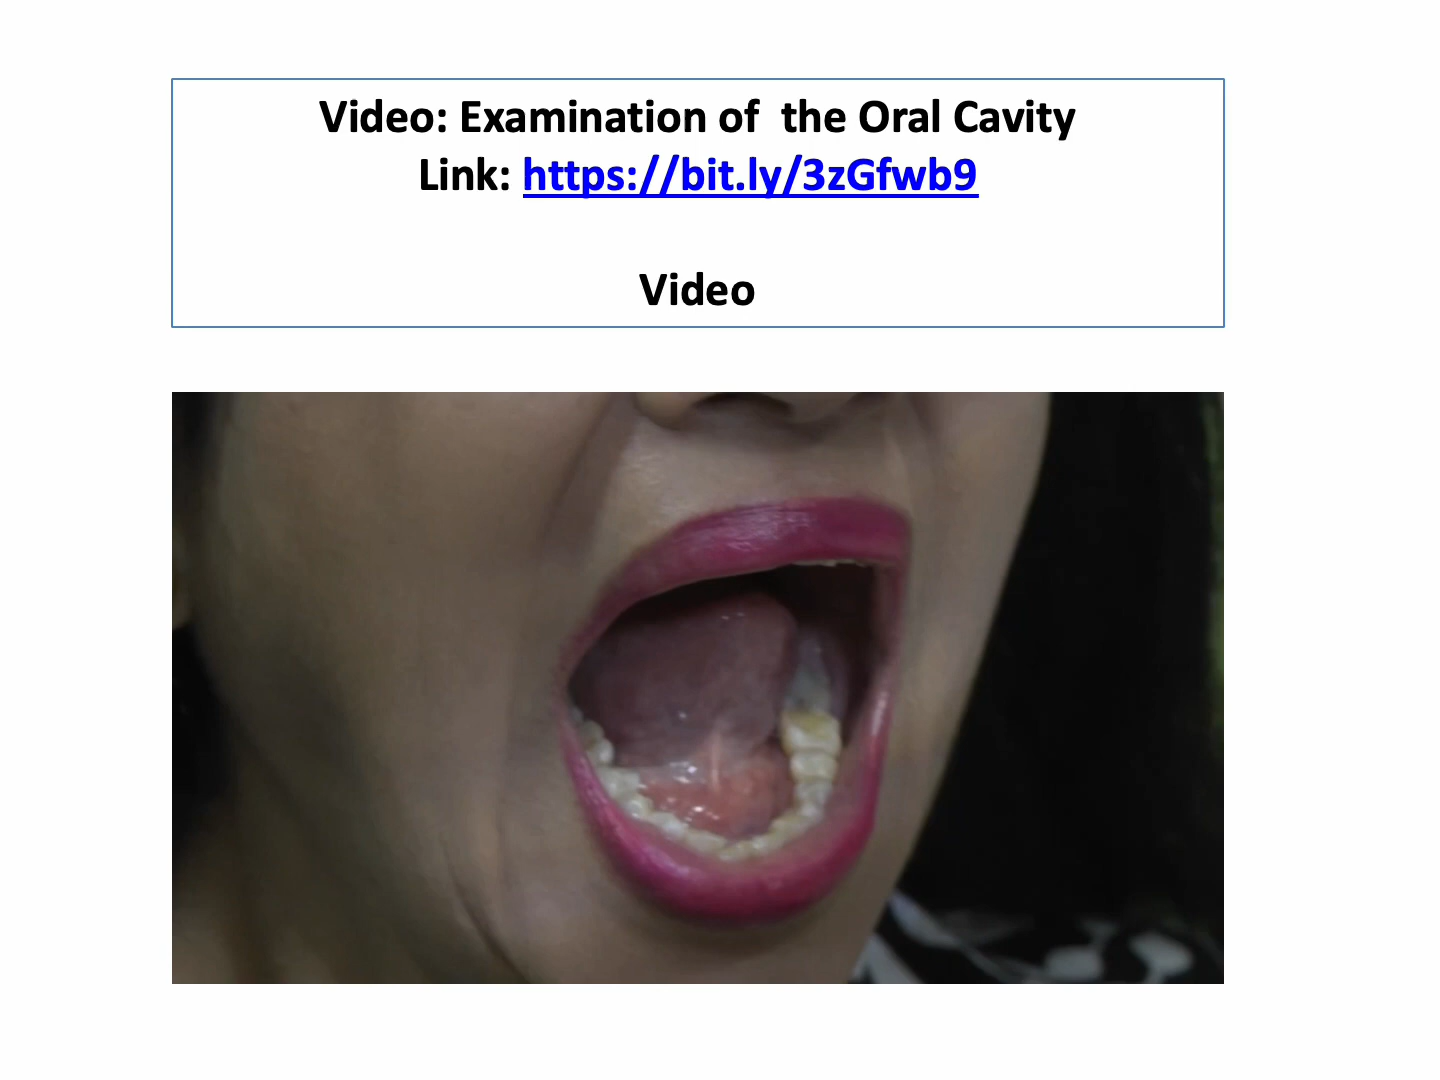 Video: Examination of  the Oral Cavity
Link: https://bit.ly/3zGfwb9
Video